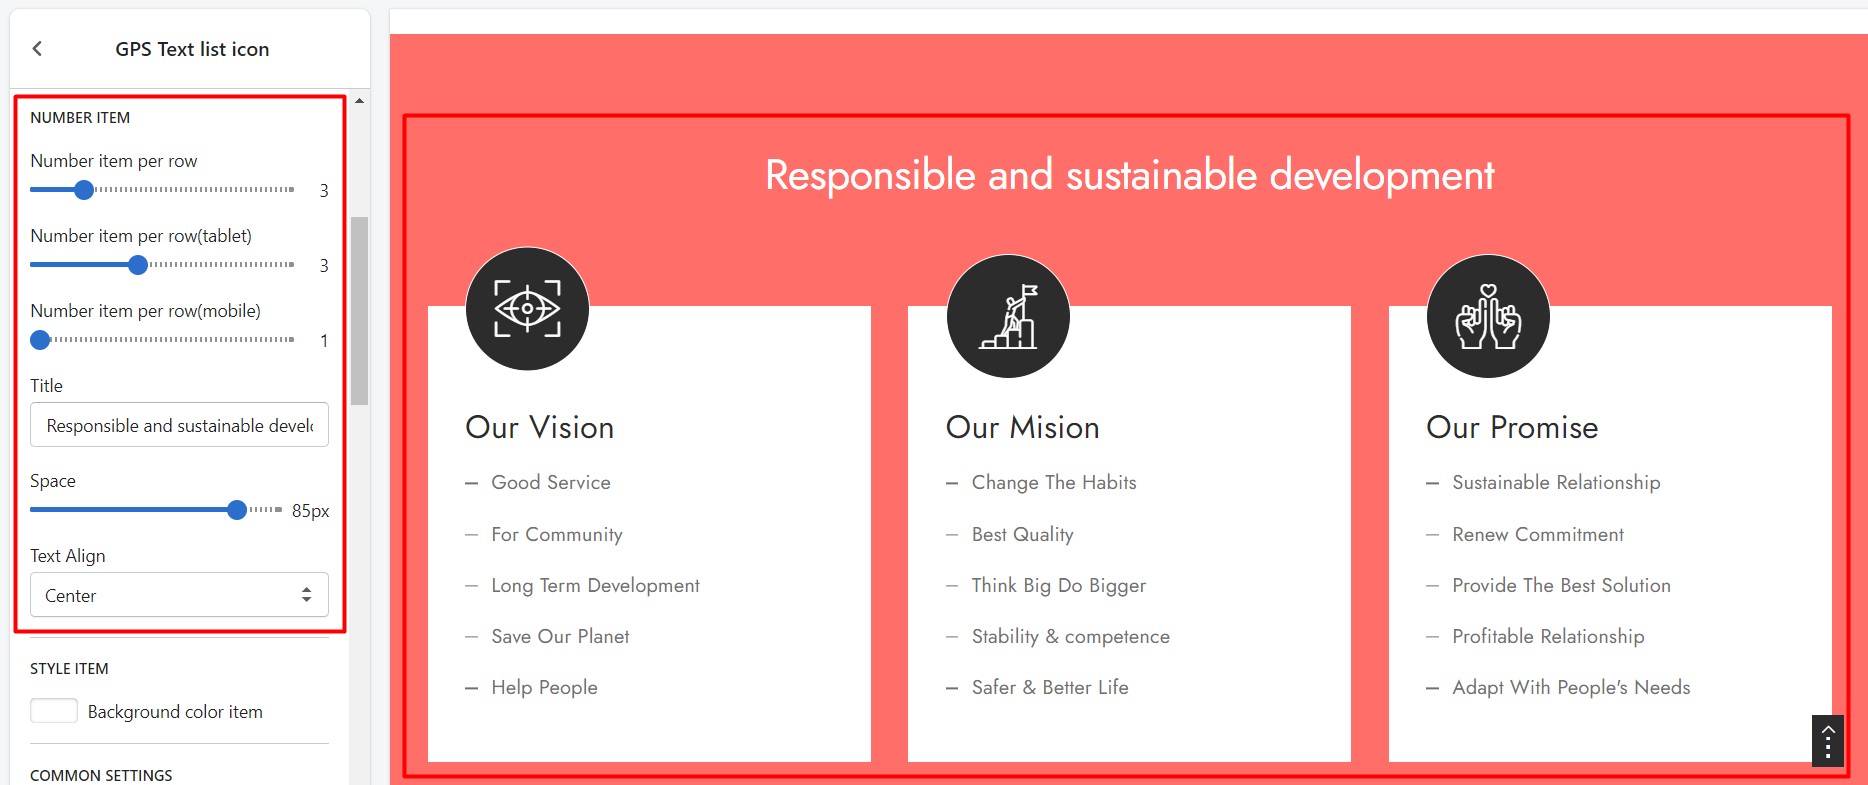 GPS Text list icon
NUMBER ITEM
Number item per row
3
Number item per row(tablet)
3
Number item per row(mobile)
1
Title
Responsible and sustainable develo
Space
85px
Text Align
Center
STYLE ITEM
Background color item
COMMON SETTINGS
Responsible and sustainable development
Our Vision
– Good Service
– For Community
– Long Term Development
– Save Our Planet
– Help People
Our Mision
– Change The Habits
– Best Quality
– Think Big Do Bigger
– Stability & competence
– Safer & Better Life
Our Promise
– Sustainable Relationship
– Renew Commitment
– Provide The Best Solution
– Profitable Relationship
– Adapt With People's Needs